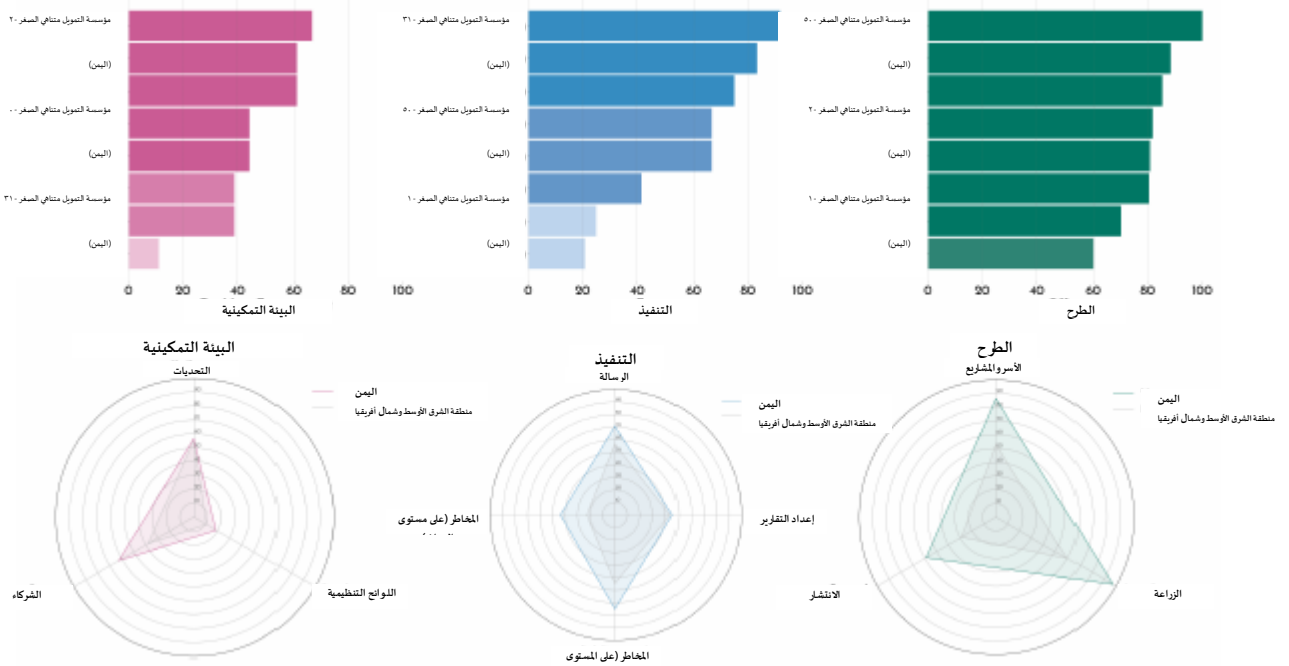 مؤسسة التمويل متناهي الصغر ٢٠
(اليمن)
مؤسسة التمويل متناهي الصغر ٠٠
(اليمن)
مؤسسة التمويل متناهي الصغر ٣١٠
(اليمن)
0 20 40 60 80 100
البيئة التمكينية
مؤسسة التمويل متناهي الصغر ٣١٠
(اليمن)
مؤسسة التمويل متناهي الصغر ٥٠٠
(اليمن)
مؤسسة التمويل متناهي الصغر ١٠
(اليمن)
0 20 40 60 80 100
التنفيذ
مؤسسة التمويل متناهي الصغر ٥٠٠
(اليمن)
مؤسسة التمويل متناهي الصغر ٢٠
(اليمن)
مؤسسة التمويل متناهي الصغر ١٠
(اليمن)
0 20 40 60 80 100
الطرح
البيئة التمكينية
التحديات
اليمن
منطقة الشرق الأوسط وشمال أفريقيا
الشركاء
اللوائح التنظيمية
التنفيذ
الرسالة
اليمن
منطقة الشرق الأوسط وشمال أفريقيا
المخاطر (على مستوى
إعداد التقارير
المخاطر (على المستوى
الطرح
الأسر والمشاريع
اليمن
منطقة الشرق الأوسط وشمال أفريقيا
الانتشار
الزراعة